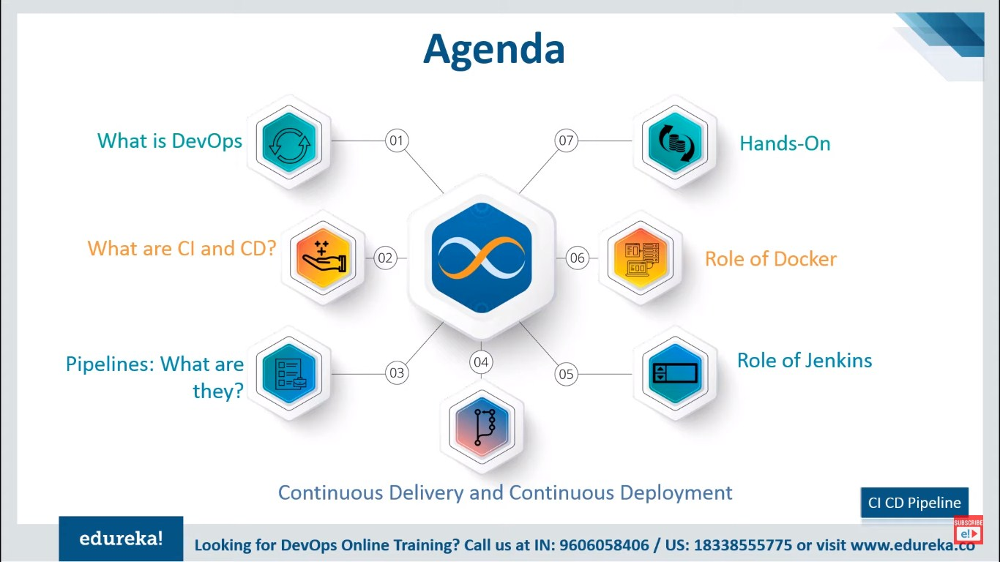 Agenda
What is DevOps
01
07
Hands-On
What are CI and CD?
02
06
Role of Docker
Pipelines: What are
they?
03
04
05
Role of Jenkins
Continuous Delivery and Continuous Deployment
CI CD Pipeline
SUBSCRIBE
e!
edureka!
Looking for DevOps Online Training? Call us at IN: 9606058406 / US: 18338555775 or visit www.edureka.co